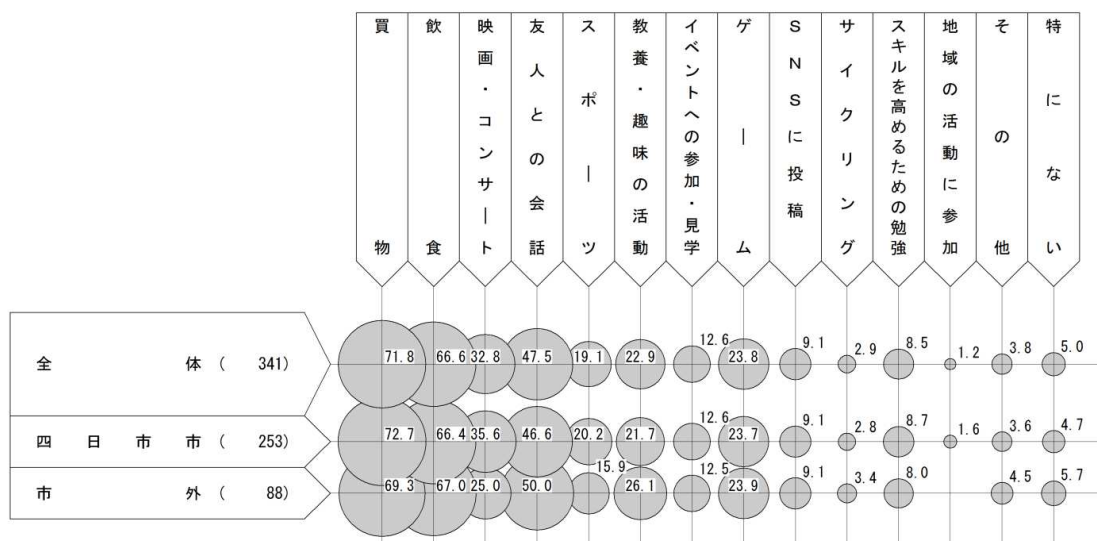 買物
飲食
映画・コンサート
友人との会話
スポーツ
教養・趣味の活動
イベントへの参加・見学
ゲーム
SNSに投稿
サイクリング
スキルを高めるための勉強
地域の活動に参加
その他
特にない
全体( 341)
71.8 66.6 32.8 47.5 19.1 22.9 12.6 23.8 9.1 2.9 8.5 1.2 3.8 5.0
四日市市( 253)
72.7 66.4 35.6 46.6 20.2 21.7 12.6 23.7 9.1 2.8 8.7 1.6 3.6 4.7
市外( 88)
69.3 67.0 25.0 50.0 15.9 26.1 12.5 23.9 9.1 3.4 8.0 4.5 5.7